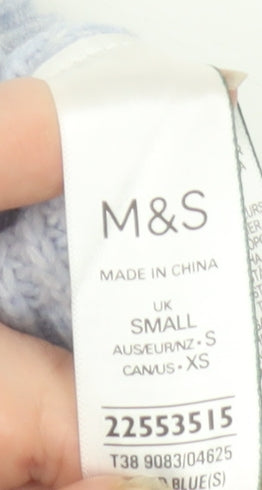 M&S
MADE IN CHINA
UK
SMALL
AUS/EUR/NZ • S
CAN/US • XS
22553515
T38 9083/04625
BLUE(S)